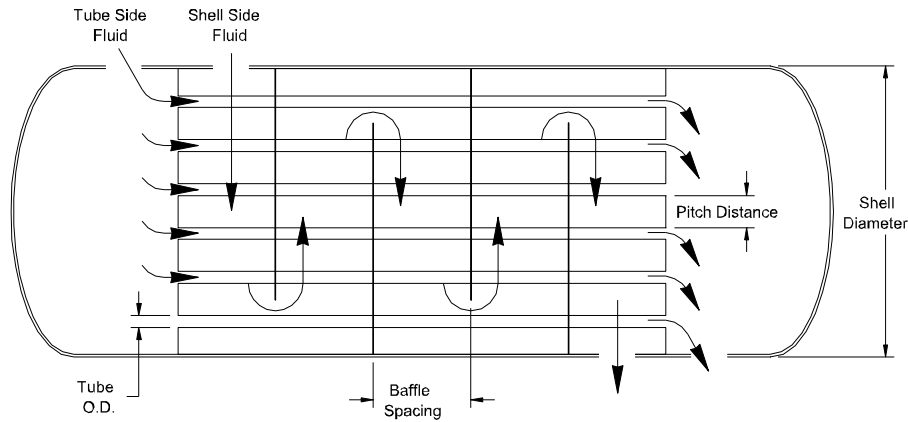 Tube Side
Fluid
Shell Side
Fluid
Pitch Distance
Shell
Diameter
Tube
O.D.
Baffle
Spacing